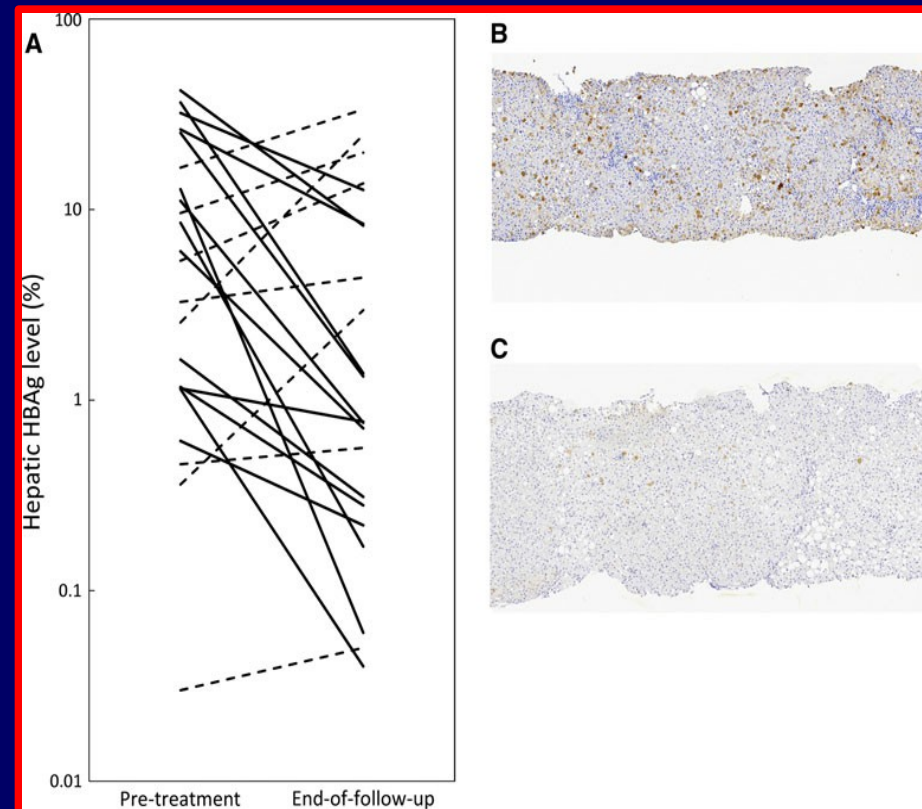 A
B
C
Hepatic HBAg level (%)
100
10
1
0.1
0.01
Pre-treatment
End-of-follow-up